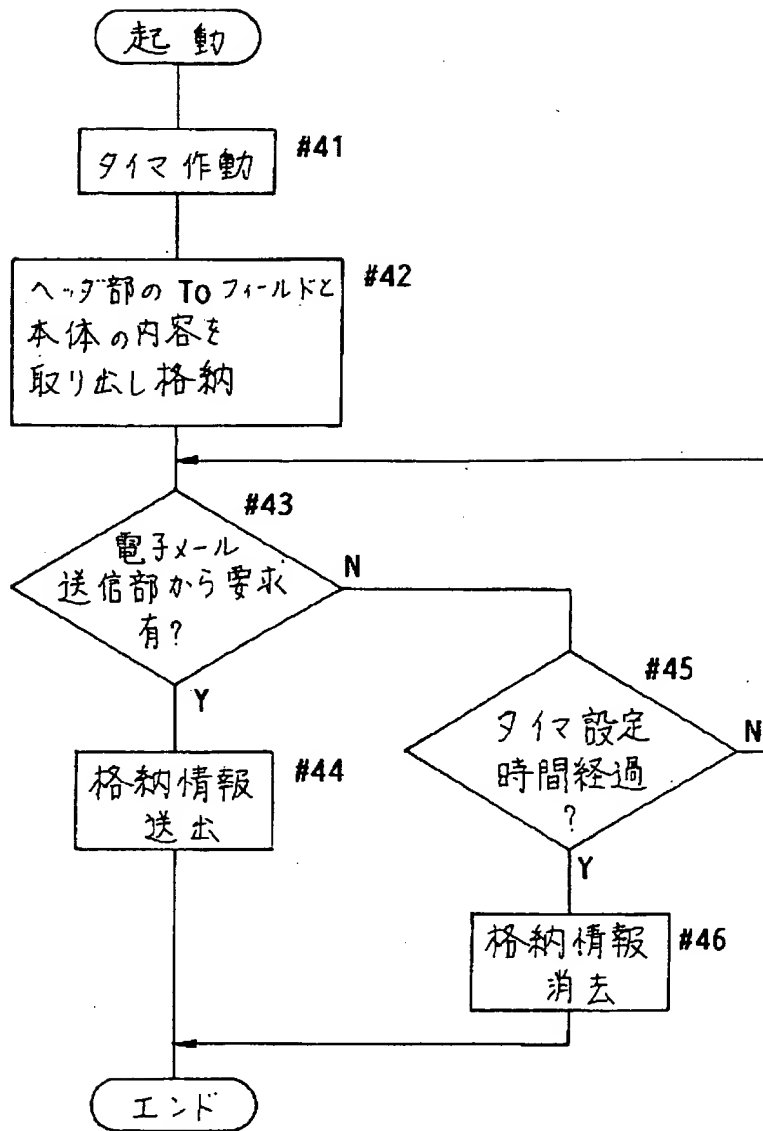 起動
タイマ作動
#41
ヘッダ部のToフィールドと
本体の内容を
取り出し格納
#42
#43
電子メール
送信部から要求
有?
N
Y
#45
タイマ設定
時間経過
?
N
Y
格納情報
送出
#44
格納情報
消去
#46
エンド